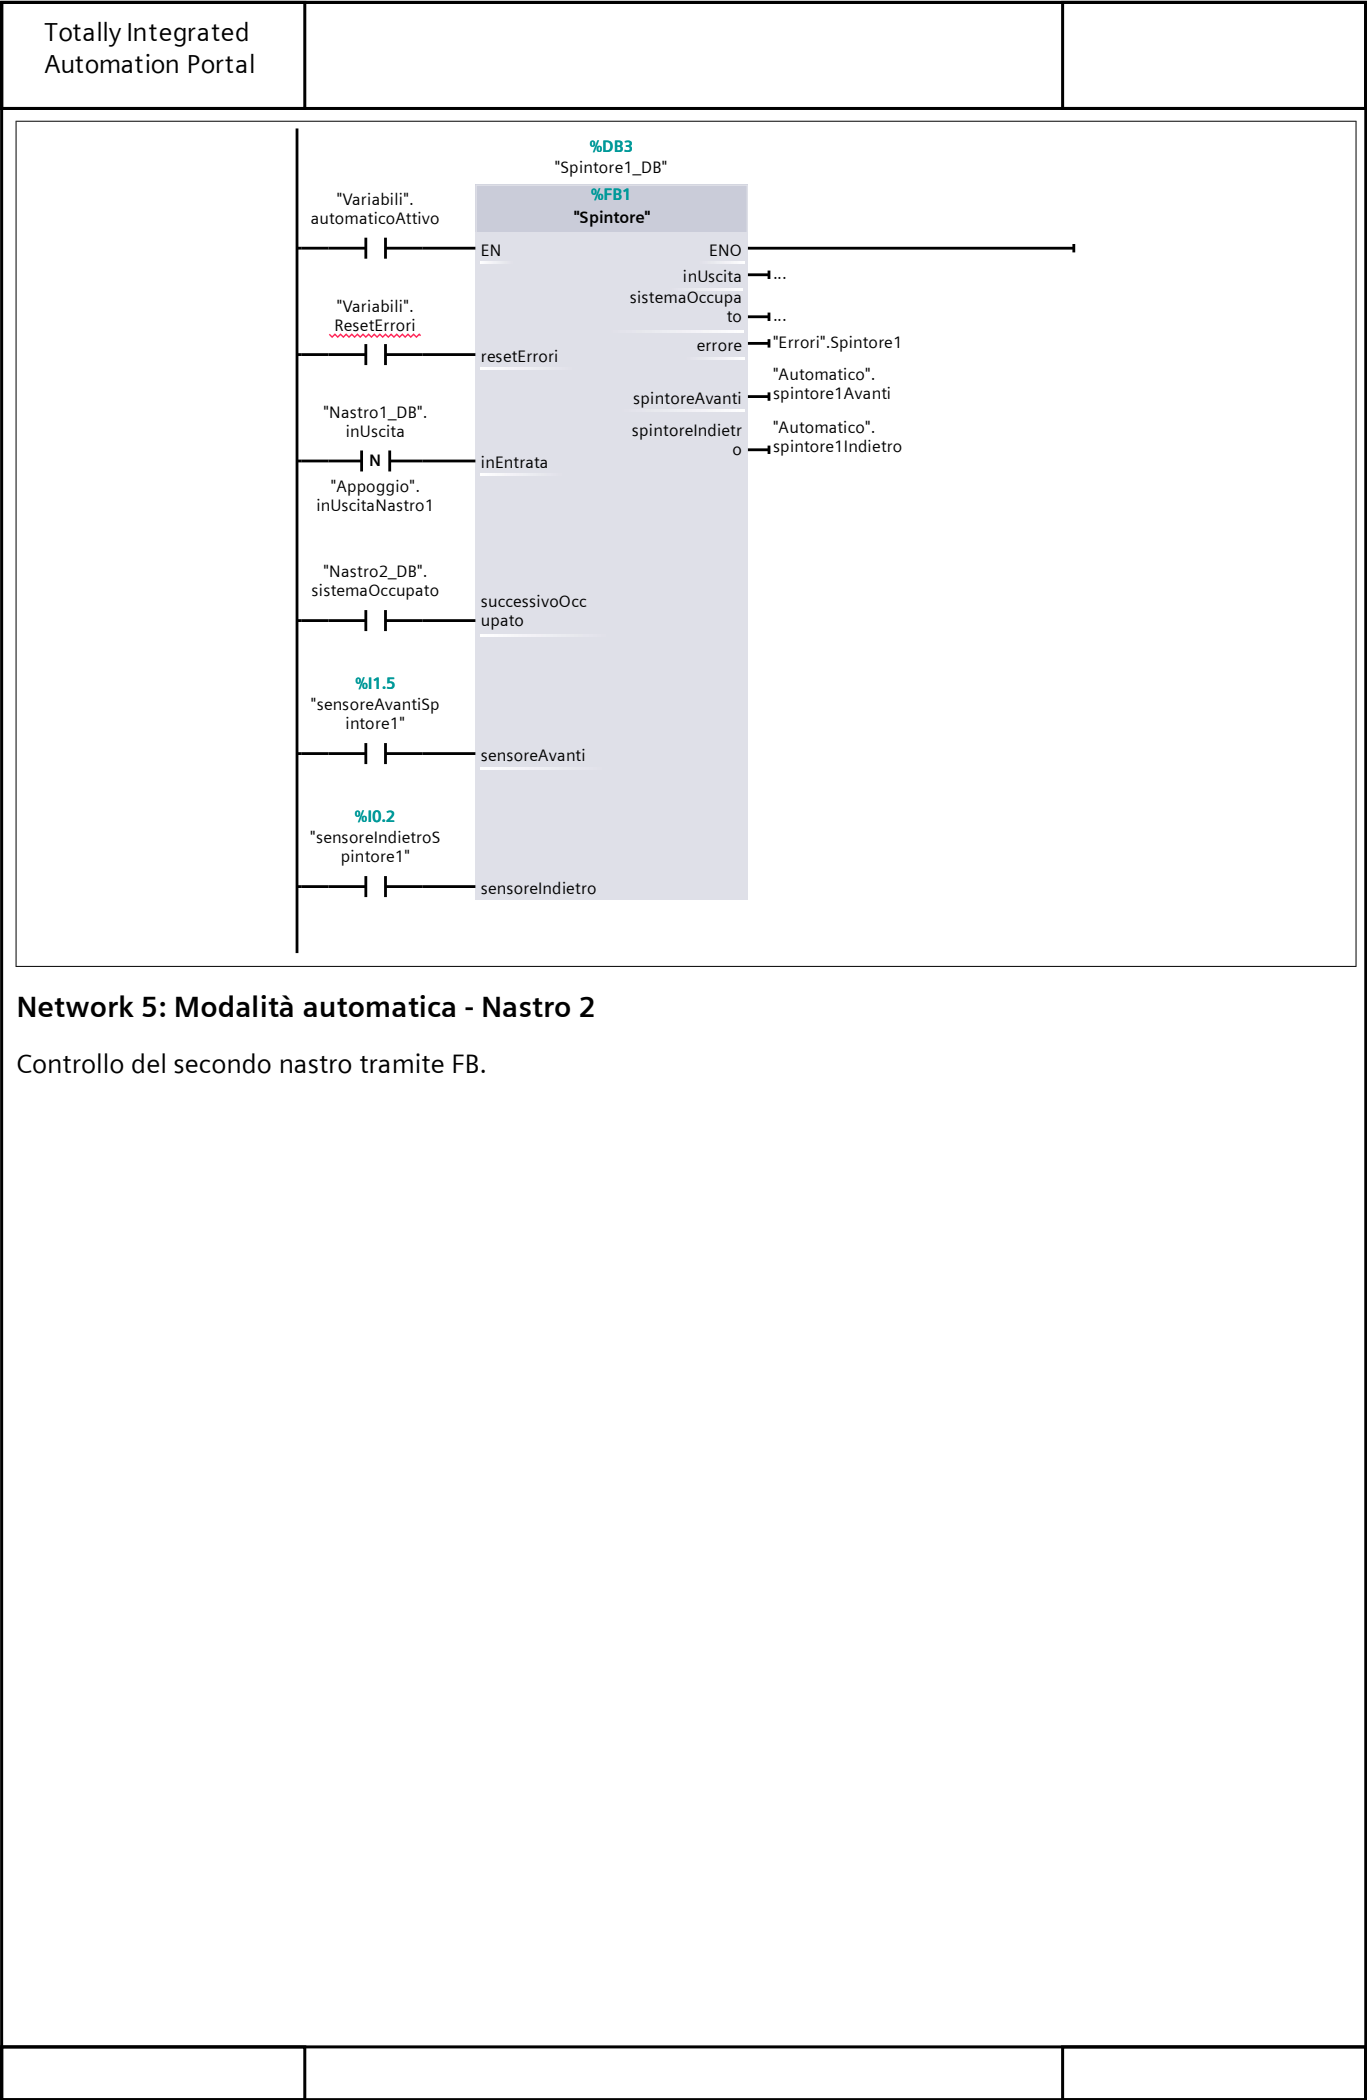 Totally Integrated
Automation Portal
%DB3
"Spintore1_DB"
%FB1
"Spintore"
"Variabili".
automaticoAttivo
EN
ENO
inUscita
...
sistemaOccupa
to
...
"Variabili".
ResetErrori
resetErrori
errore
"Errori".Spintore1
spintoreAvanti
"Automatico".
spintore1Avanti
spintoreIndietr
o
"Automatico".
spintore1Indietro
"Nastro1_DB".
inUscita
N
inEntrata
"Appoggio".
inUscitaNastro1
"Nastro2_DB".
sistemaOccupato
successivoOcc
upato
%I1.5
"sensoreAvantiSp
intore1"
sensoreAvanti
%I0.2
"sensoreIndietroS
pintore1"
sensoreIndietro
Network 5: Modalità automatica - Nastro 2
Controllo del secondo nastro tramite FB.